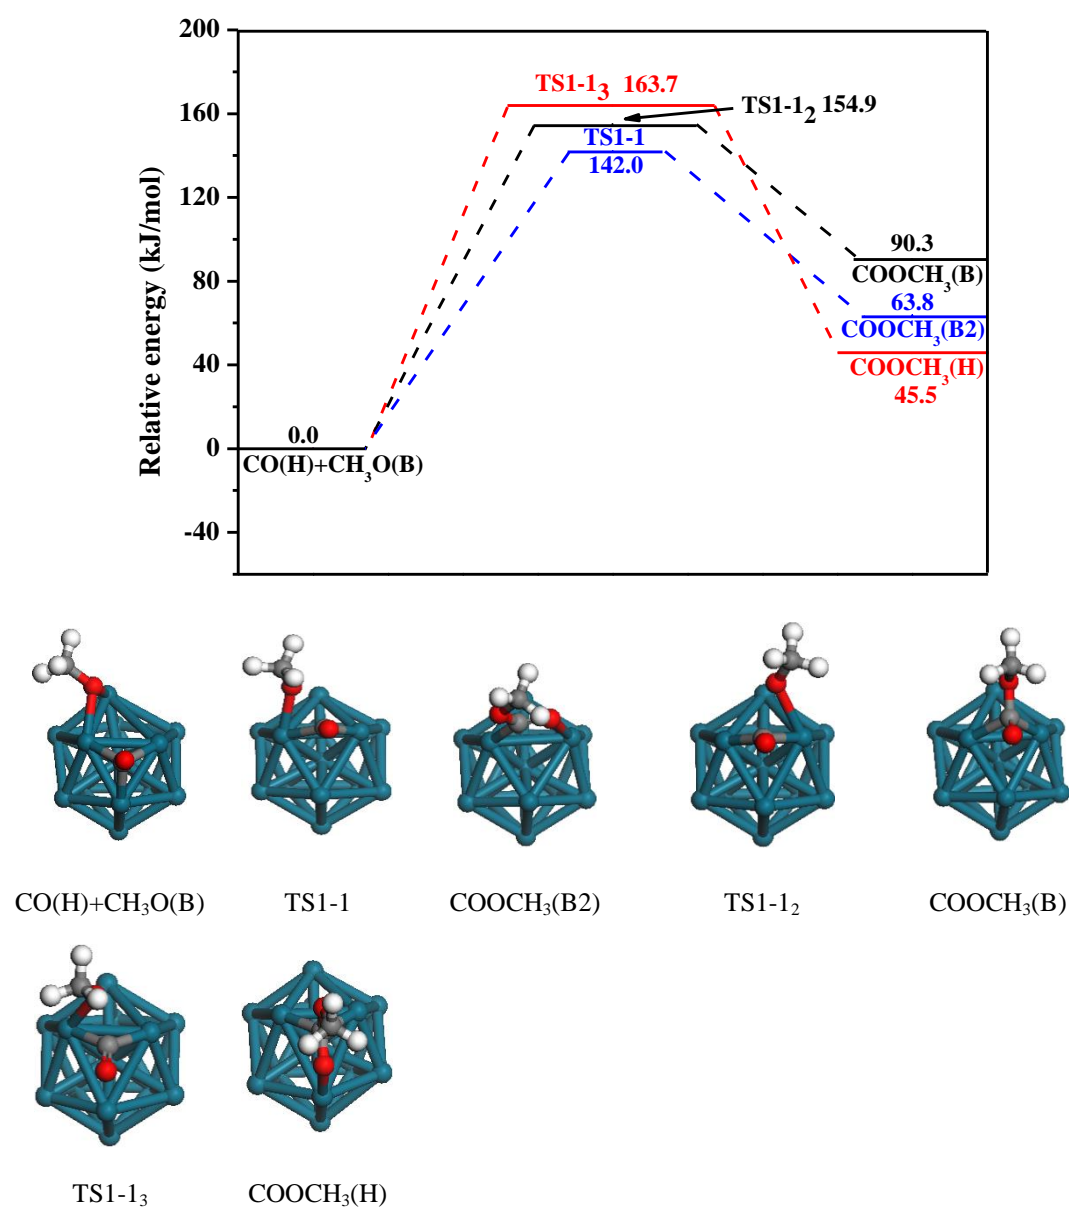 200
160
120
80
40
0
-40
Relative energy (kJ/mol)
TS1-1₃ 163.7
TS1-1₂ 154.9
TS1-1
142.0
90.3
COOCH₃(B)
63.8
COOCH₃(B2)
COOCH₃(H)
45.5
0.0
CO(H)+CH₃O(B)
CO(H)+CH₃O(B) TS1-1 COOCH₃(B2) TS1-1₂ COOCH₃(B)
TS1-1₃ COOCH₃(H)